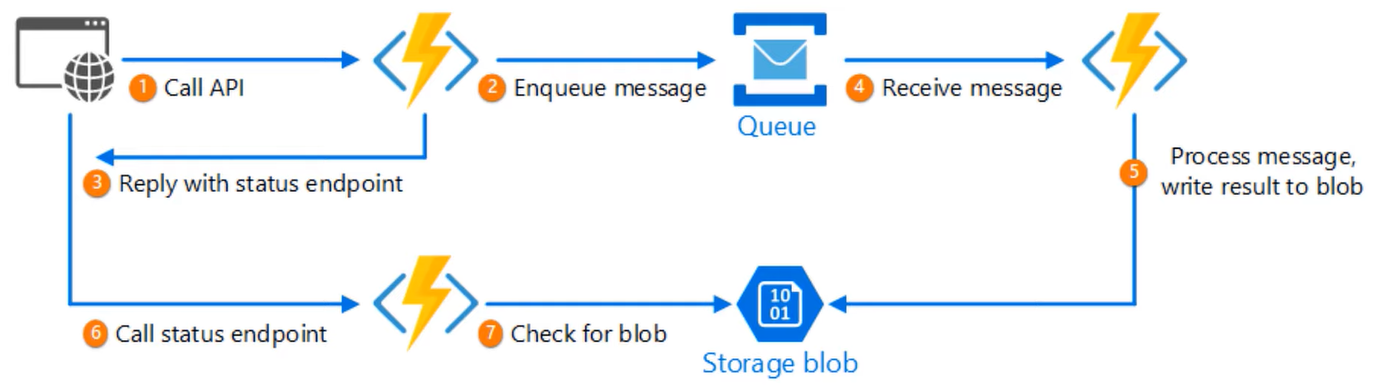 1 Call API
2 Enqueue message
Queue
4 Receive message
3 Reply with status endpoint
5 Process message,
write result to blob
6 Call status endpoint
7 Check for blob
10
01
Storage blob